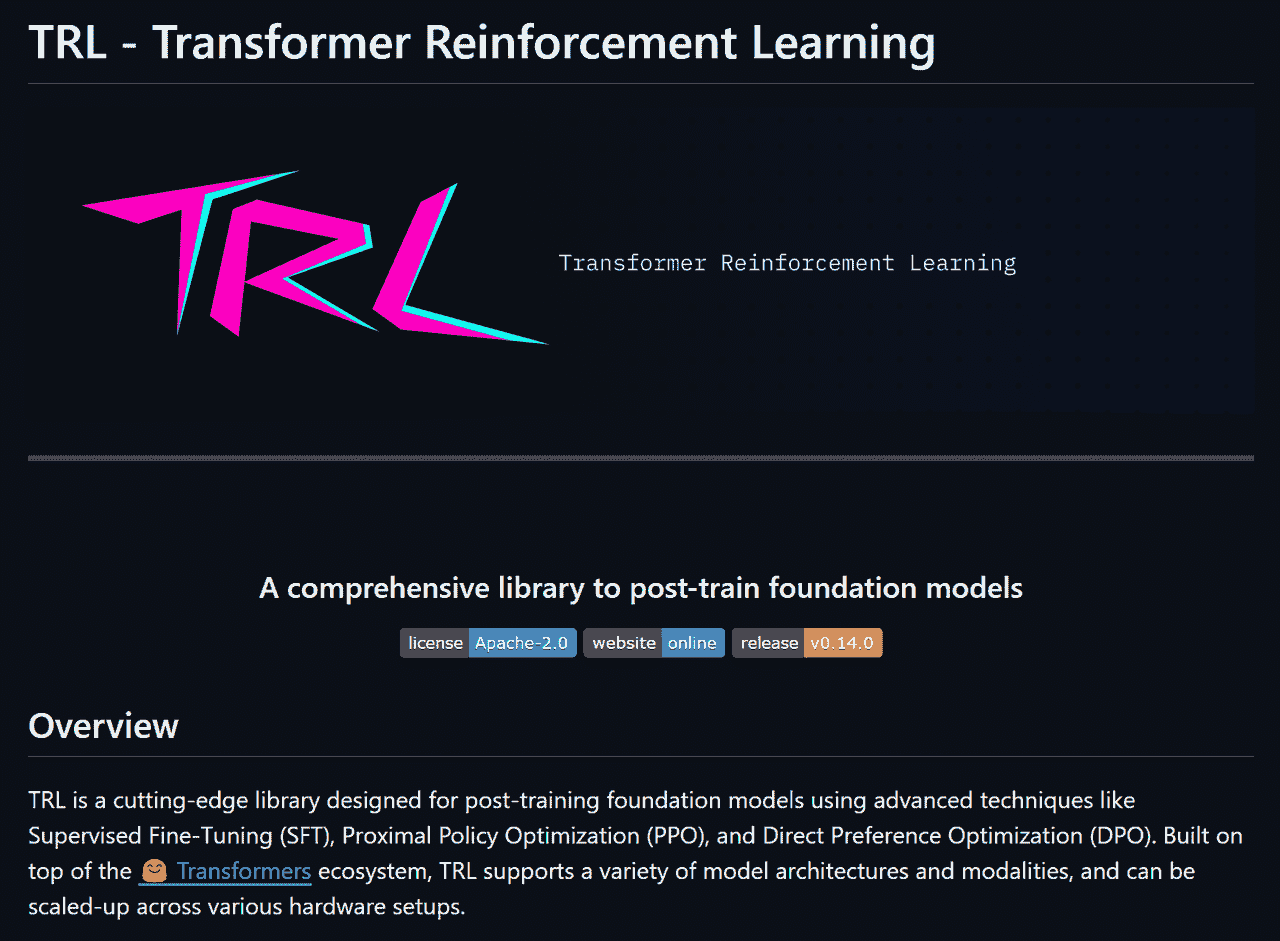 TRL - Transformer Reinforcement Learning
TRL
Transformer Reinforcement Learning
A comprehensive library to post-train foundation models
license Apache-2.0 website online release v0.14.0
Overview
TRL is a cutting-edge library designed for post-training foundation models using advanced techniques like
Supervised Fine-Tuning (SFT), Proximal Policy Optimization (PPO), and Direct Preference Optimization (DPO). Built on
top of the 🤗 Transformers ecosystem, TRL supports a variety of model architectures and modalities, and can be
scaled-up across various hardware setups.